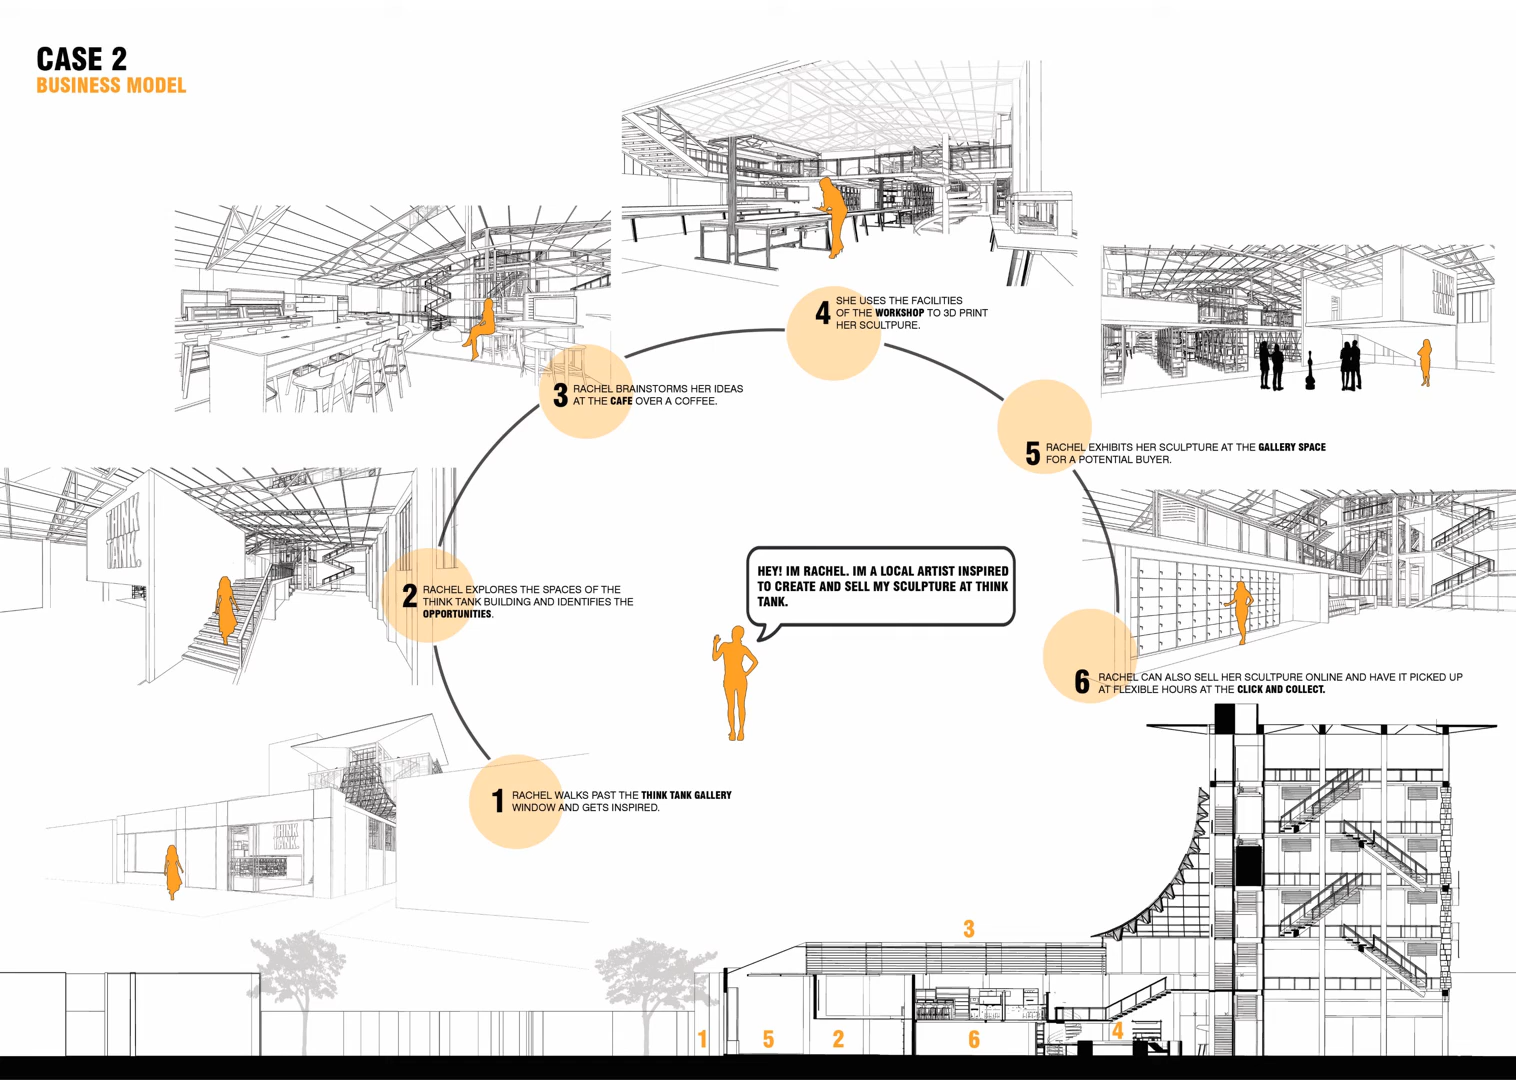 CASE 2
BUSINESS MODEL
4
SHE USES THE FACILITIES
OF THE WORKSHOP TO 3D PRINT
HER SCULTURE.
3
RACHEL BRAINSTORMS HER IDEAS
AT THE CAFE OVER A COFFEE.
THINK
TANK.
5
RACHEL EXHIBITS HER SCULPTURE AT THE GALLERY SPACE
FOR A POTENTIAL BUYER.
THINK
TANK.
2
RACHEL EXPLORES THE SPACES OF THE
THINK TANK BUILDING AND IDENTIFIES THE
OPPORTUNITIES.
HEY! IM RACHEL. IM A LOCAL ARTIST INSPIRED
TO CREATE AND SELL MY SCULPTURE AT THINK
TANK.
6
RACHEL CAN ALSO SELL HER SCULTPURE ONLINE AND HAVE IT PICKED UP
AT FLEXIBLE HOURS AT THE CLICK AND COLLECT.
1
RACHEL WALKS PAST THE THINK TANK GALLERY
WINDOW AND GETS INSPIRED.
THINK
TANK.
3
1
5
2
6
4